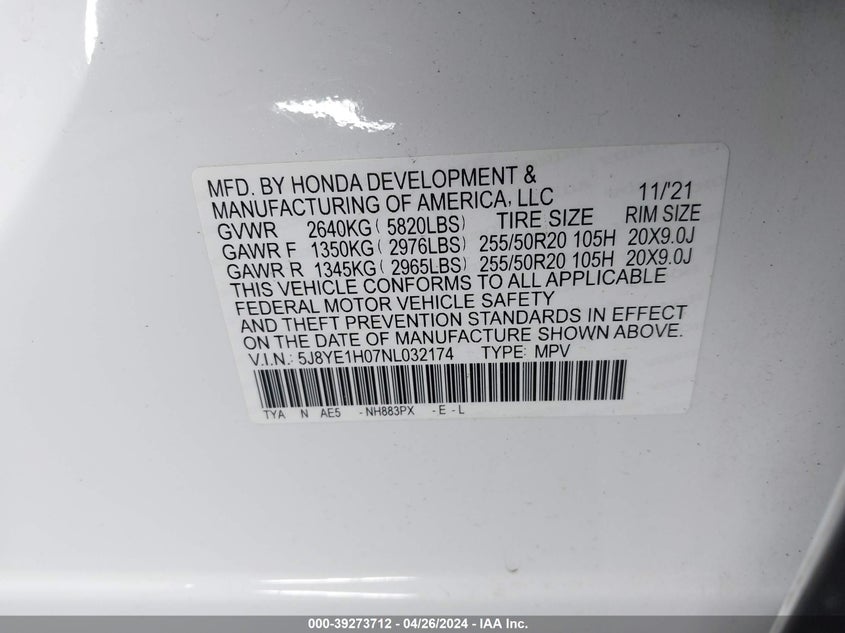 MFD. BY HONDA DEVELOPMENT &
MANUFACTURING OF AMERICA, LLC 11/'21
GVWR 2640KG ( 5820LBS) TIRE SIZE RIM SIZE
GAWR F 1350KG ( 2976LBS) 255/50R20 105H 20X9.0J
GAWR R 1345KG ( 2965LBS) 255/50R20 105H 20X9.0J
THIS VEHICLE CONFORMS TO ALL APPLICABLE
FEDERAL MOTOR VEHICLE SAFETY
AND THEFT PREVENTION STANDARDS IN EFFECT
ON THE DATE OF MANUFACTURE SHOWN ABOVE.
V.I.N.: 5J8YE1H07NL032174 TYPE: MPV
TYA N AE5 -NH883PX -E -L
000-39273712 | 04/26/2024 - IAA Inc.